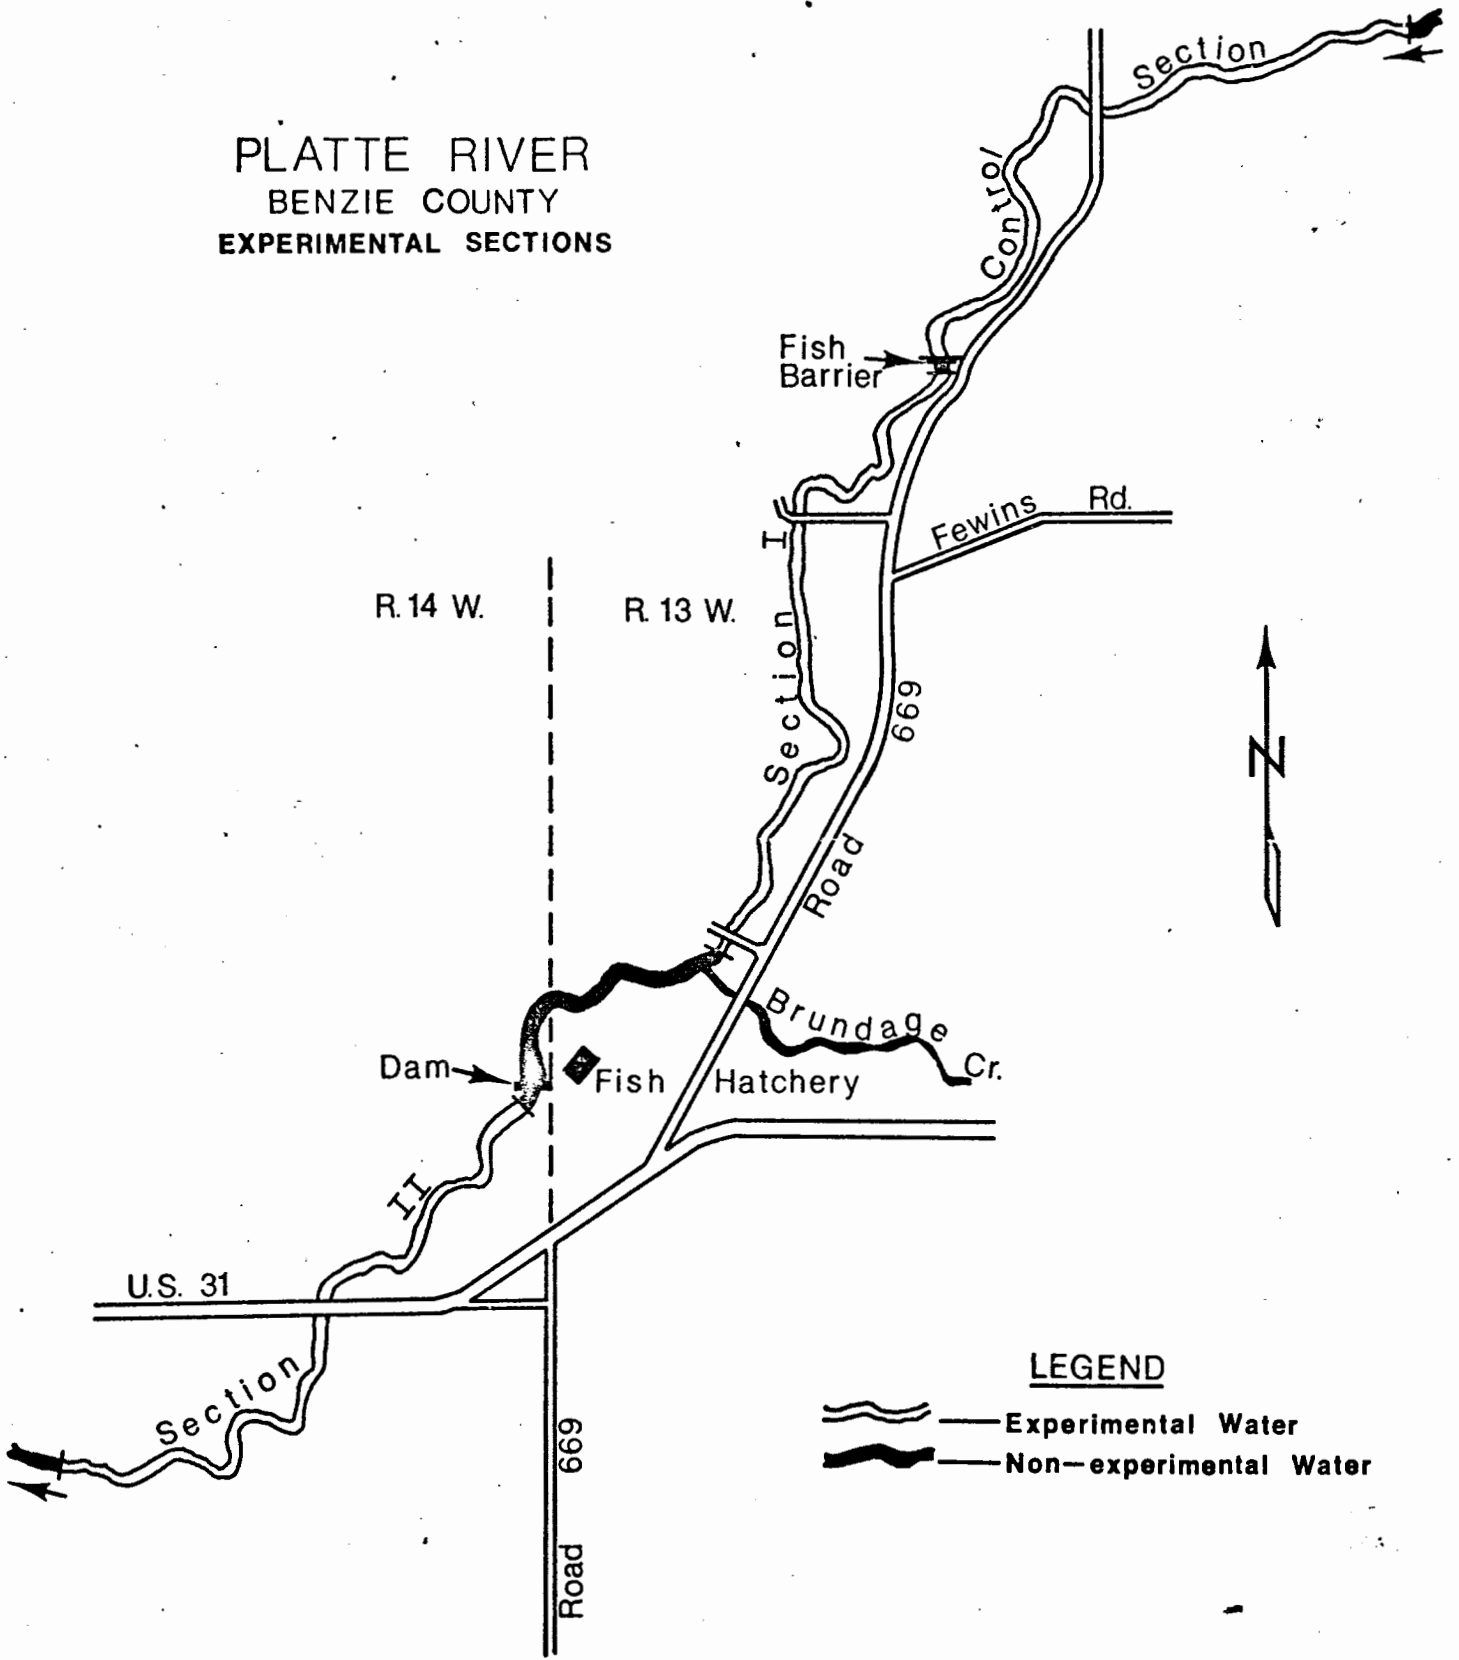 PLATTE RIVER
BENZIE COUNTY
EXPERIMENTAL SECTIONS
Control Section
Fish
Barrier
Fewins Rd.
R. 14 W.
R. 13 W.
Section I
Road 669
N
Brundage Cr.
Dam
Fish Hatchery
Section II
U.S. 31
Road 669
LEGEND
Experimental Water
Non-experimental Water